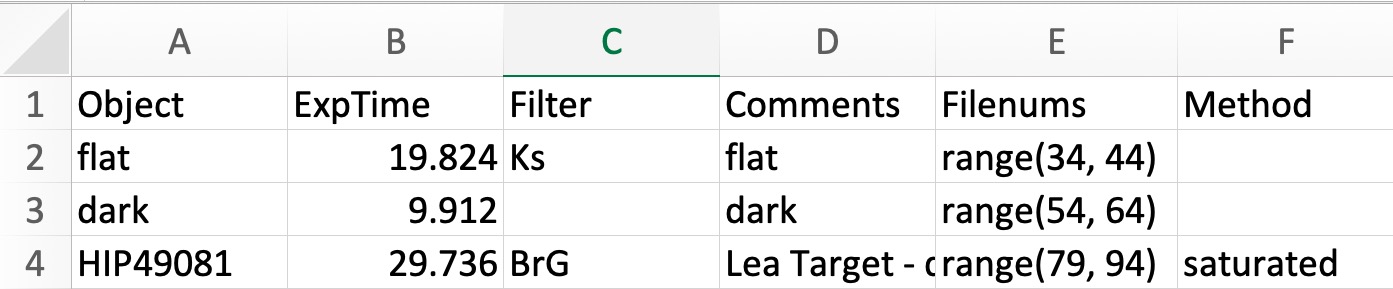 A B C D E F
1 Object ExpTime Filter Comments Filenums Method
2 flat 19.824 Ks flat range(34, 44)
3 dark 9.912 dark range(54, 64)
4 HIP49081 29.736 BrG Lea Target - range(79, 94) saturated